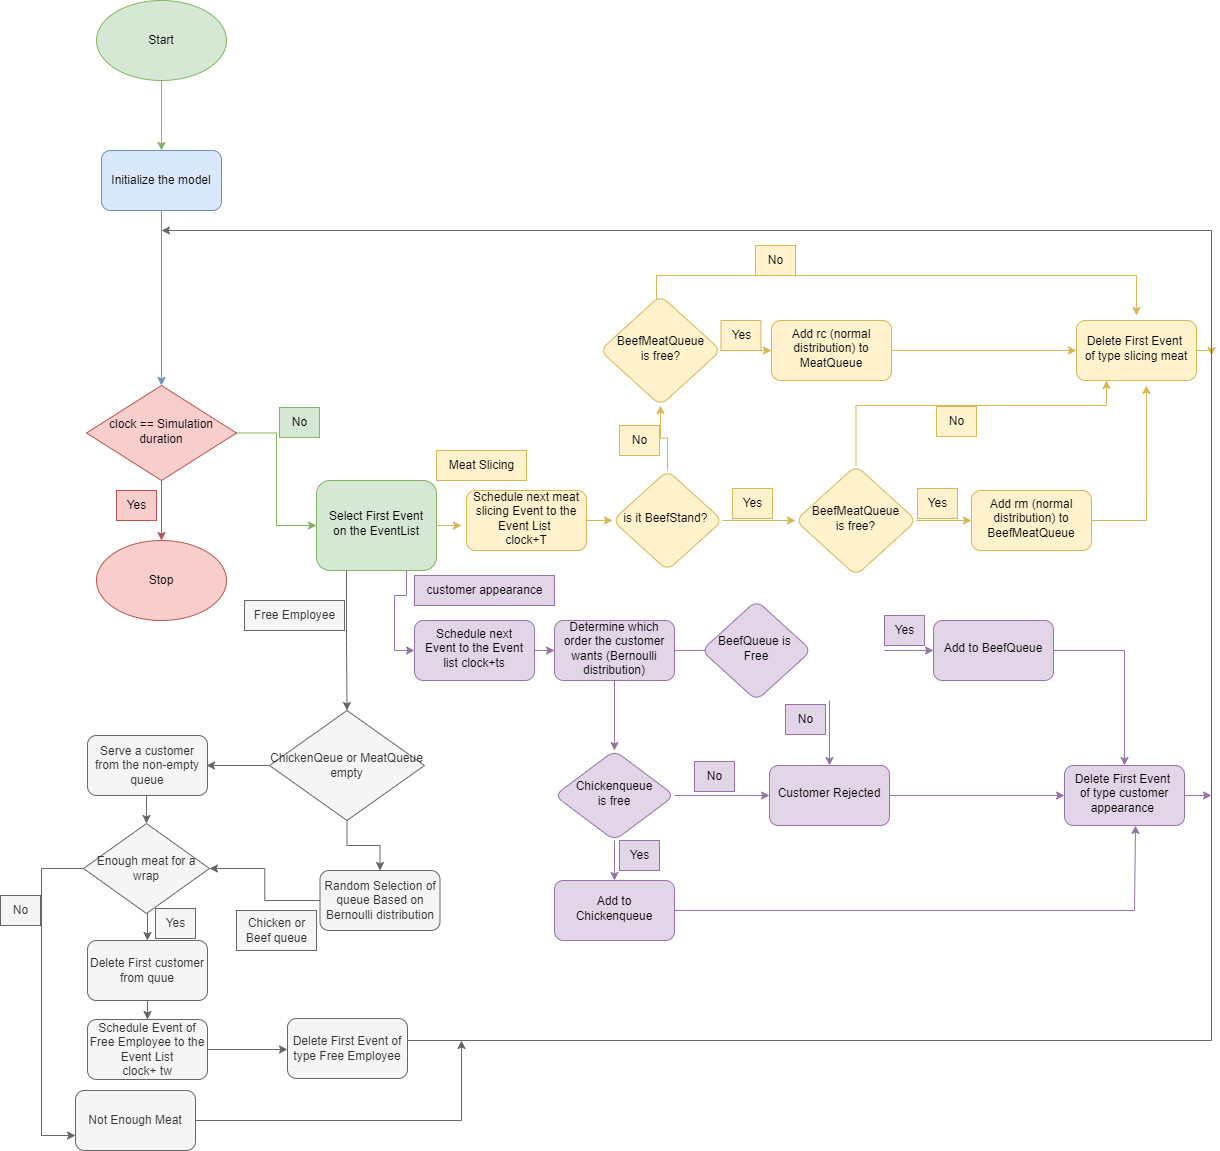 Start
Initialize the model
No
BeefMeatQueue
is free?
Yes
Add rc (normal
distribution) to
MeatQueue
Delete First Event
of type slicing meat
clock == Simulation
duration
No
No
No
Meat Slicing
Yes
Select First Event
on the EventList
Schedule next meat
slicing Event to the
Event List
clock+T
is it BeefStand?
Yes
BeefMeatQueue
is free?
Yes
Add rm (normal
distribution) to
BeefMeatQueue
Stop
Free Employee
customer appearance
Schedule next
Event to the Event
list clock+ts
Determine which
order the customer
wants (Bernoulli
distribution)
BeefQueue is
Free
Yes
Add to BeefQueue
No
Serve a customer
from the non-empty
queue
ChickenQeue or MeatQueue
empty
Chickenqueue
is free
No
Customer Rejected
Delete First Event
of type customer
appearance
Enough meat for a
wrap
Yes
Random Selection of
queue Based on
Bernoulli distribution
Add to
Chickenqueue
No
Yes
Chicken or
Beef queue
Delete First customer
from quue
Schedule Event of
Free Employee to the
Event List
clock+ tw
Delete First Event of
type Free Employee
Not Enough Meat